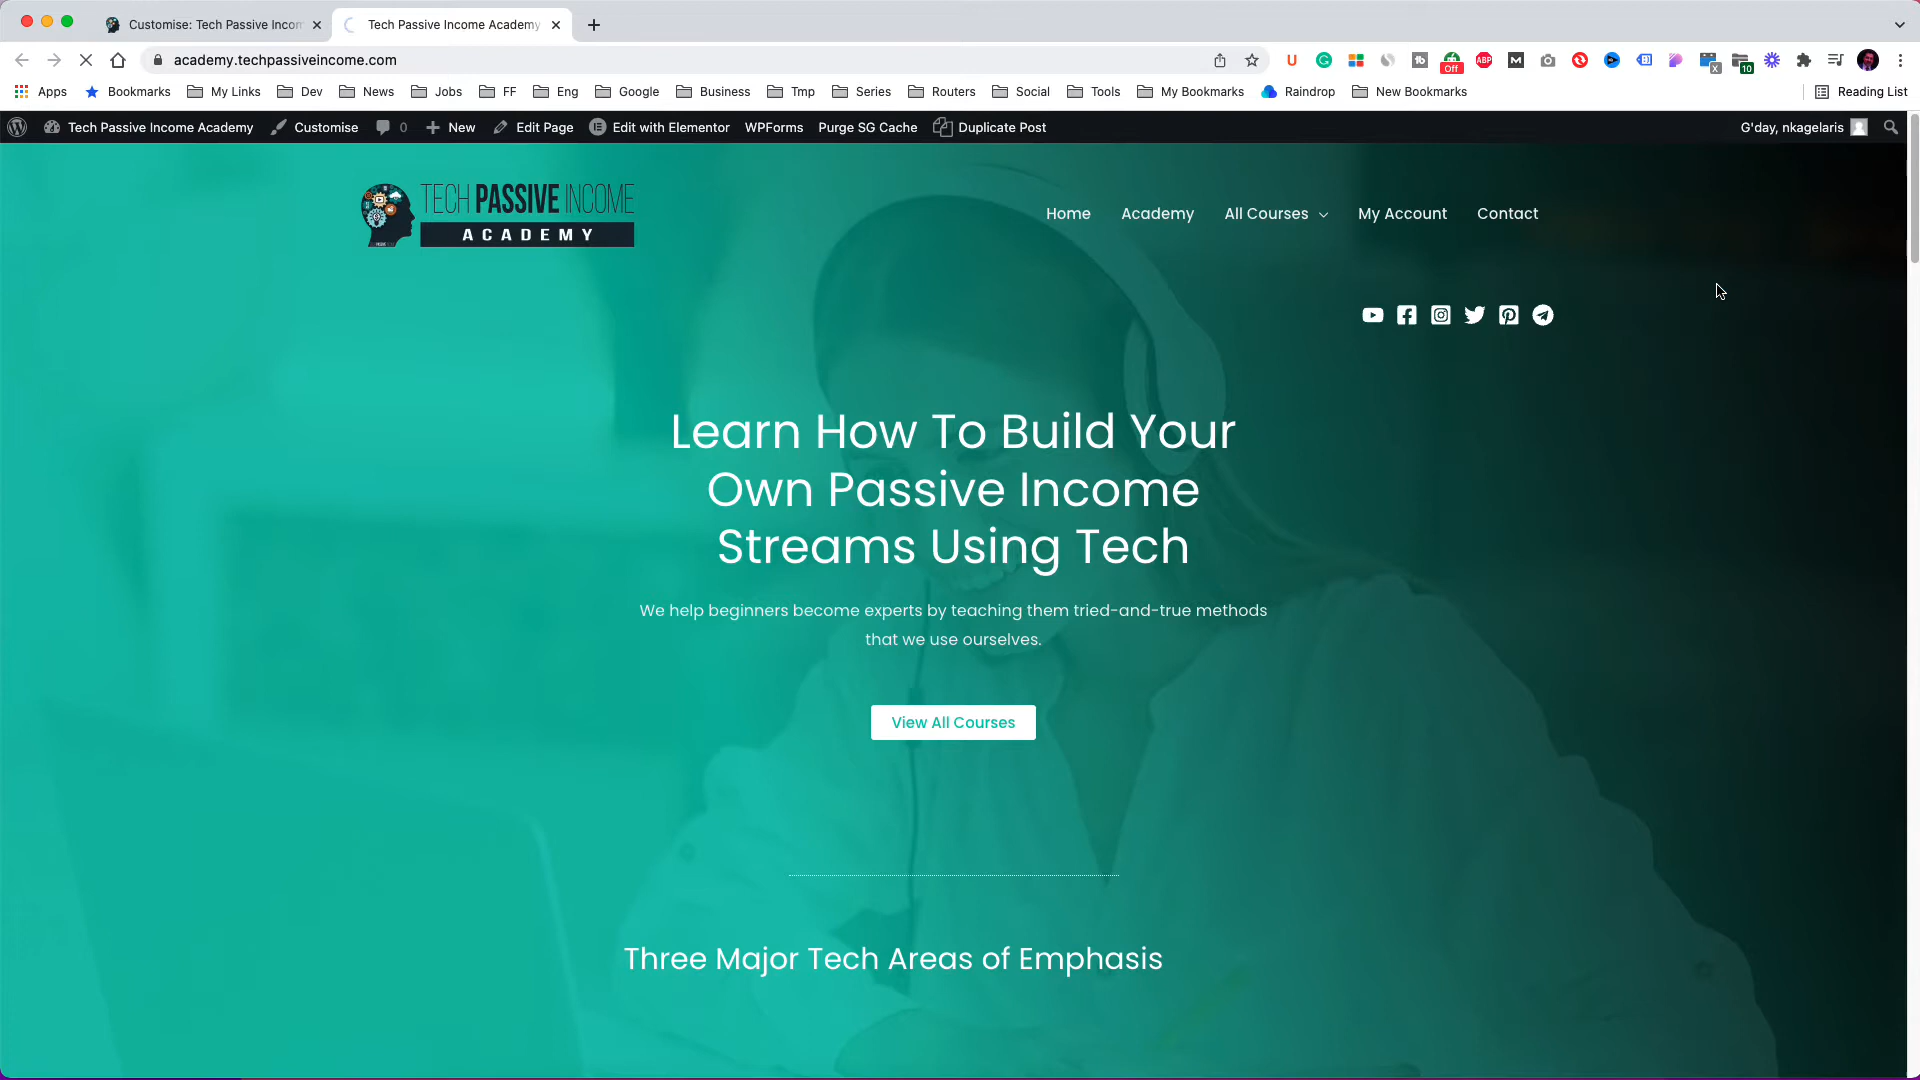 Customise: Tech Passive Incom
Tech Passive Income Academy
academy.techpassiveincome.com
U
G
Off
ABP
M
X
10
Apps
Bookmarks
My Links
Dev
News
Jobs
FF
Eng
Google
Business
Tmp
Series
Routers
Social
Tools
My Bookmarks
Raindrop
New Bookmarks
Reading List
Tech Passive Income Academy
Customise
0
New
Edit Page
Edit with Elementor
WPForms
Purge SG Cache
Duplicate Post
G'day, nkagelaris
TECH PASSIVE INCOME
ACADEMY
Home
Academy
All Courses
My Account
Contact
Learn How To Build Your
Own Passive Income
Streams Using Tech
We help beginners become experts by teaching them tried-and-true methods
that we use ourselves.
View All Courses
Three Major Tech Areas of Emphasis